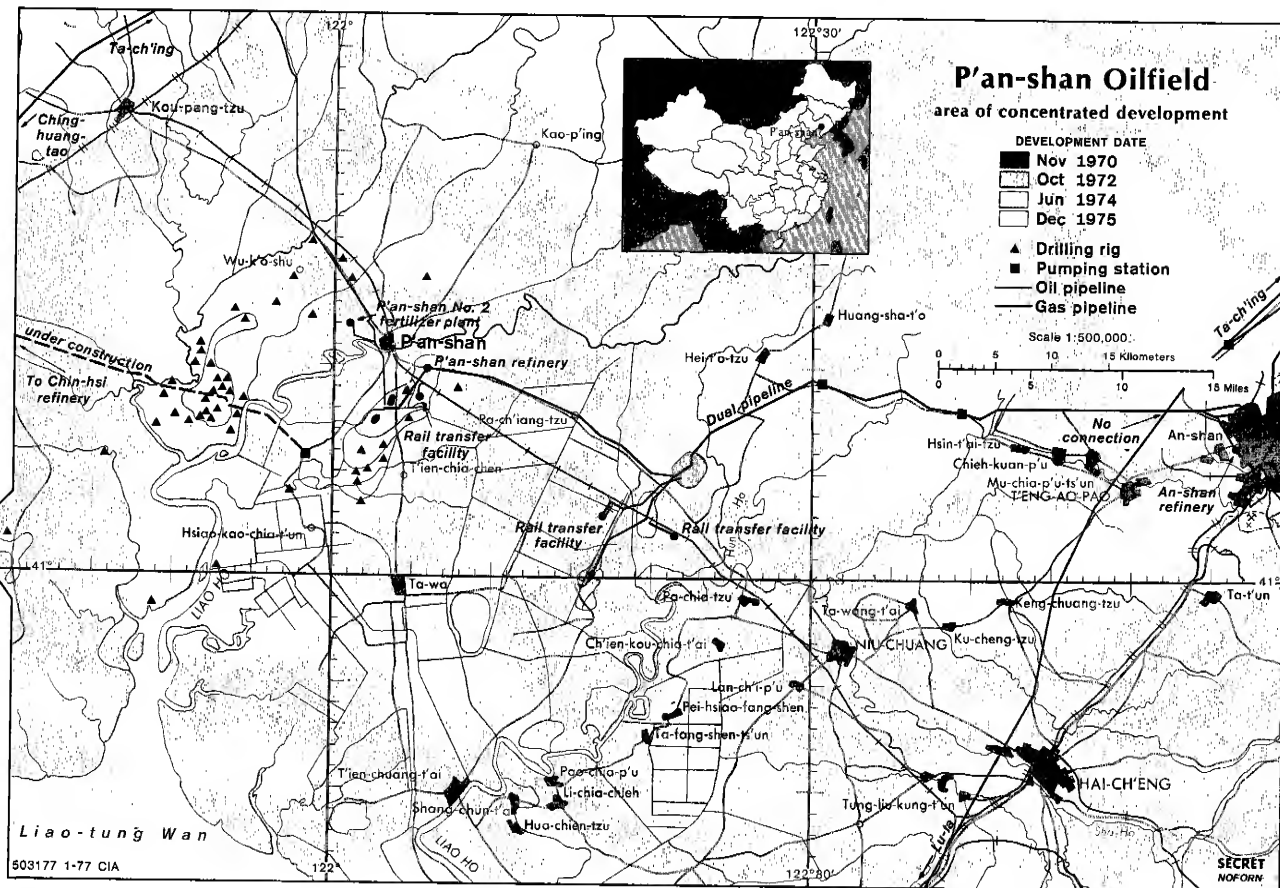 122°
122°30'
Ta-ch'ing
Kou-pang-tzu
Ching-
huang-
tao
Kao-p'ing
P'an-shan
P'an-shan Oilfield
area of concentrated development
DEVELOPMENT DATE
Nov 1970
Oct 1972
Jun 1974
Dec 1975
Drilling rig
Pumping station
Oil pipeline
Gas pipeline
Scale 1:500,000
0 5 10 15 Kilometers
0 5 10 15 Miles
Ta-ch'ing
Wu-k'o-shu
P'an-shan No. 2
fertilizer plant
P'an-shan
P'an-shan refinery
under construction
To Chin-hsi
refinery
Huang-sha-t'o
Hei-t'o-tzu
Dual pipeline
Pa-ch'iang-tzu
Rail transfer
facility
T'ien-chia-chen
No
connection
Hsin-t'ai-tzu
Chieh-kuan-p'u
Mu-chia-p'u-ts'un
T'ENG-AO-PAO
An-shan
An-shan
refinery
Rail transfer
facility
Rail transfer facility
Hun Ho
Hsiao-kao-chia-t'un
41°
41°
LIAO HO
Ta-wa
Pa-chia-tzu
Ta-wang-t'ai
Keng-chuang-tzu
Ta-t'un
Ku-cheng-tzu
Ch'ien-kou-chia-t'ai
NIU-CHUANG
Lan-ch'i-p'u
Pei-hsiao-fang-shen
Ta-fang-shen-ts'un
T'ien-chuang-t'ai
Pao-chia-p'u
Li-chia-chieh
Shang-chun-t'ai
Hua-chien-tzu
Tung-liu-kung-t'un
HAI-CH'ENG
Sha Ho
Lu-ta
Liao-tung Wan
LIAO HO
503177 1-77 CIA
122°
122°30'
SECRET
NOFORN